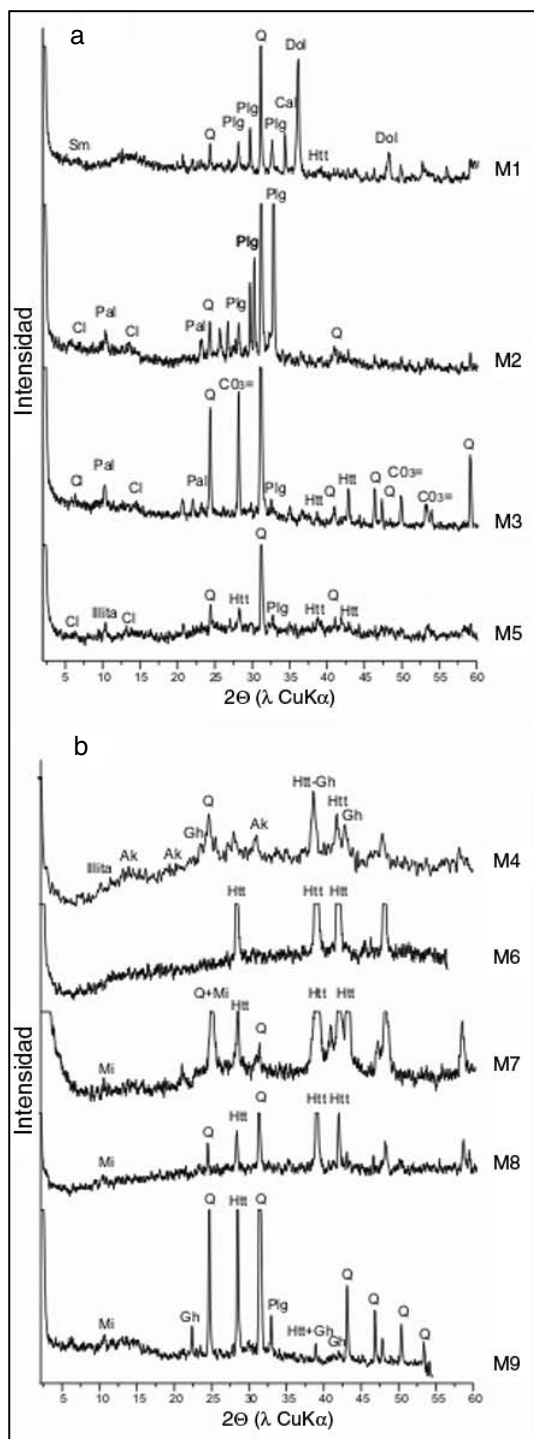 a
Q
Dol
Plg
Cal
Plg
Plg
Sm
Q
Htt
Dol
M1
Plg
Plg
Pal
Q
Plg
Cl
Cl
Pal
Q
M2
Q
C03=
Q
Pal
Cl
Cl
Pal
Plg
Htt
Q
Htt
Q
Q
C03=
C03=
M3
Q
Illita
Q
Htt
Q
Cl
Cl
Plg
Htt
Htt
M5
Intensidad
5 10 15 20 25 30 35 40 45 50 55 60
2Θ (λ CuKα)
b
Htt-Gh
Q
Htt
Gh
Gh
Ak
Illita
Ak
Ak
M4
Htt
Htt
Htt
M6
Q+Mi
Htt
Htt
Htt
Q
Mi
M7
Q
Htt
Htt
Htt
Q
Mi
M8
Q
Htt
Q
Q
Gh
Plg
Q
Htt+Gh
Q
Mi
Gh
Q
M9
Intensidad
5 10 15 20 25 30 35 40 45 50 55 60
2Θ (λ CuKα)